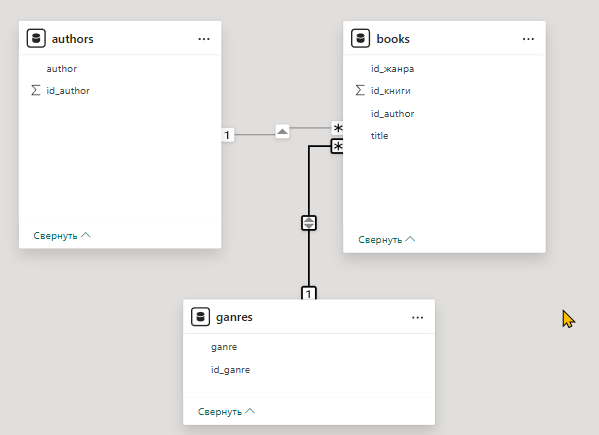 authors
...
author
id_author
Свернуть
1
books
...
id_жанра
id_книги
id_author
title
Свернуть
*
*
1
ganres
...
ganre
id_ganre
Свернуть